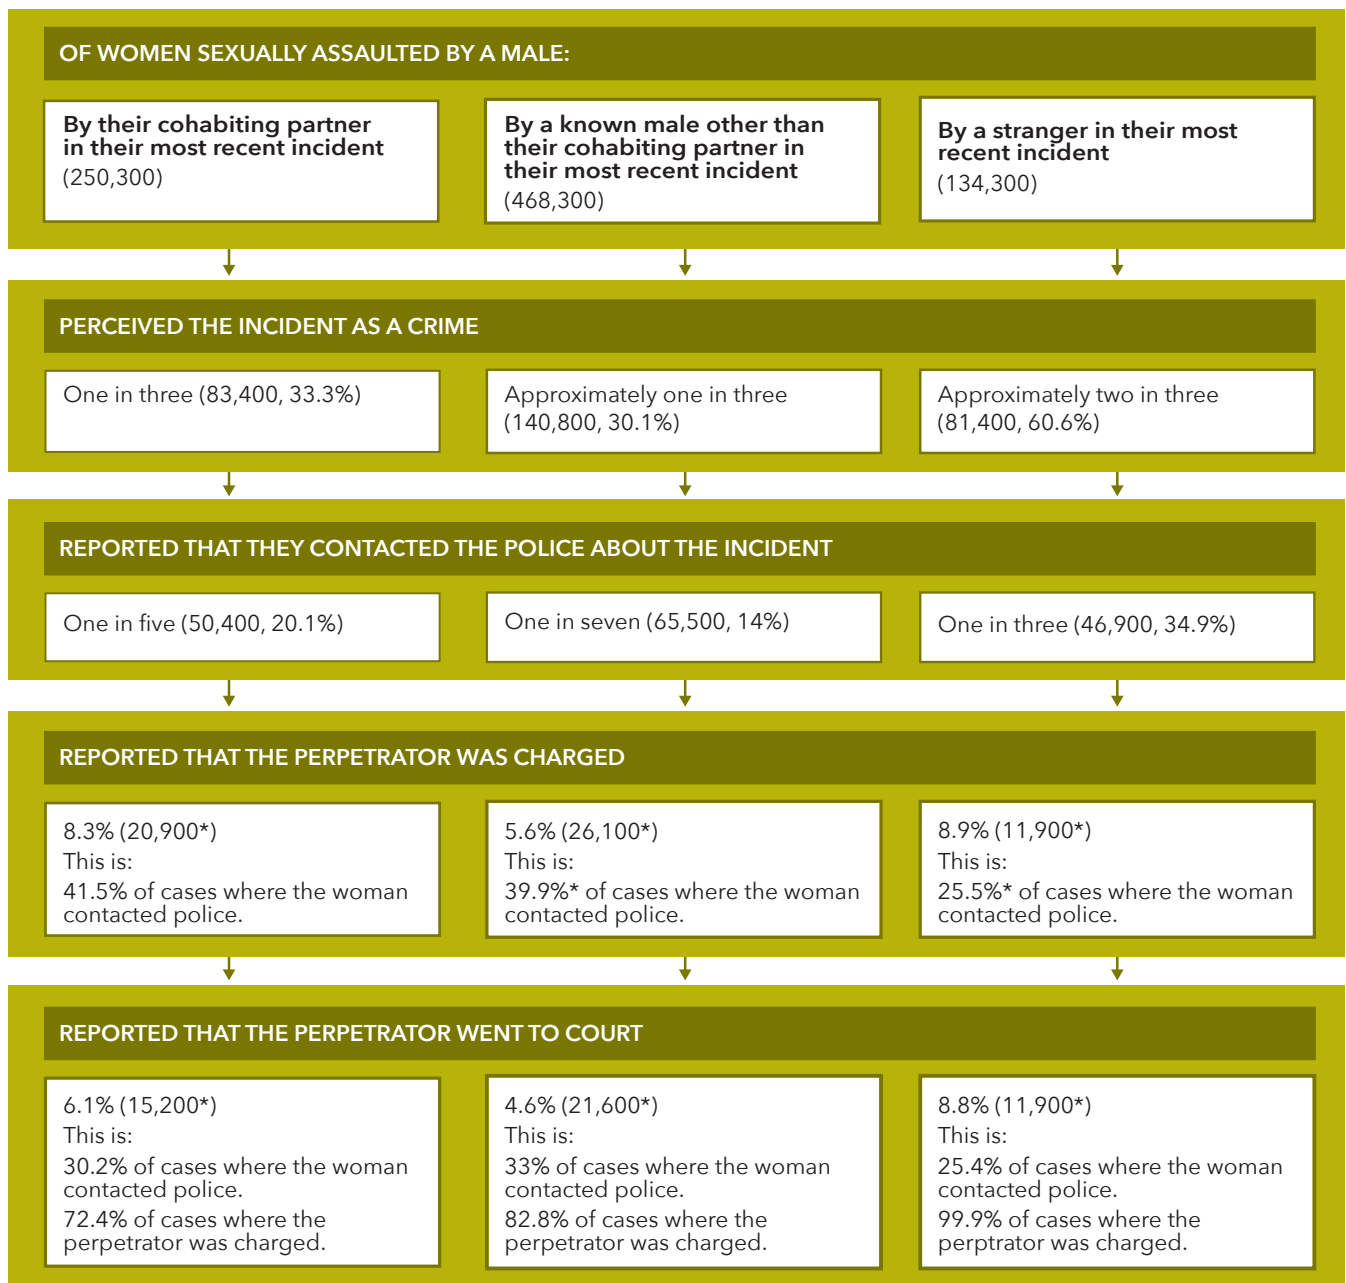 OF WOMEN SEXUALLY ASSAULTED BY A MALE:
By their cohabiting partner
in their most recent incident
(250,300)
By a known male other than
their cohabiting partner in
their most recent incident
(468,300)
By a stranger in their most
recent incident
(134,300)
PERCEIVED THE INCIDENT AS A CRIME
One in three (83,400, 33.3%)
Approximately one in three
(140,800, 30.1%)
Approximately two in three
(81,400, 60.6%)
REPORTED THAT THEY CONTACTED THE POLICE ABOUT THE INCIDENT
One in five (50,400, 20.1%)
One in seven (65,500, 14%)
One in three (46,900, 34.9%)
REPORTED THAT THE PERPETRATOR WAS CHARGED
8.3% (20,900*)
This is:
41.5% of cases where the woman
contacted police.
5.6% (26,100*)
This is:
39.9%* of cases where the woman
contacted police.
8.9% (11,900*)
This is:
25.5%* of cases where the woman
contacted police.
REPORTED THAT THE PERPETRATOR WENT TO COURT
6.1% (15,200*)
This is:
30.2% of cases where the woman
contacted police.
72.4% of cases where the
perpetrator was charged.
4.6% (21,600*)
This is:
33% of cases where the woman
contacted police.
82.8% of cases where the
perpetrator was charged.
8.8% (11,900*)
This is:
25.4% of cases where the woman
contacted police.
99.9% of cases where the
perptrator was charged.